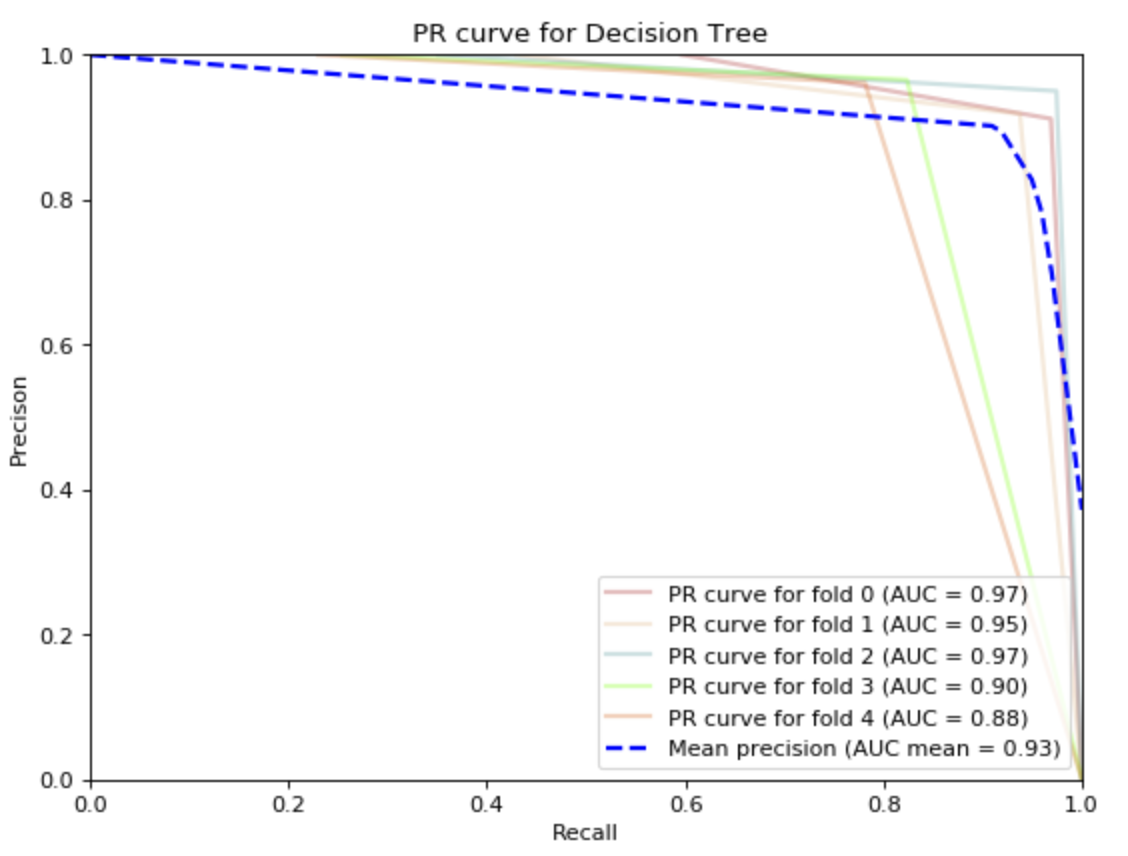 PR curve for Decision Tree
1.0
0.8
0.6
0.4
0.2
0.0
Precison
0.0 0.2 0.4 0.6 0.8 1.0
Recall
PR curve for fold 0 (AUC = 0.97)
PR curve for fold 1 (AUC = 0.95)
PR curve for fold 2 (AUC = 0.97)
PR curve for fold 3 (AUC = 0.90)
PR curve for fold 4 (AUC = 0.88)
Mean precision (AUC mean = 0.93)